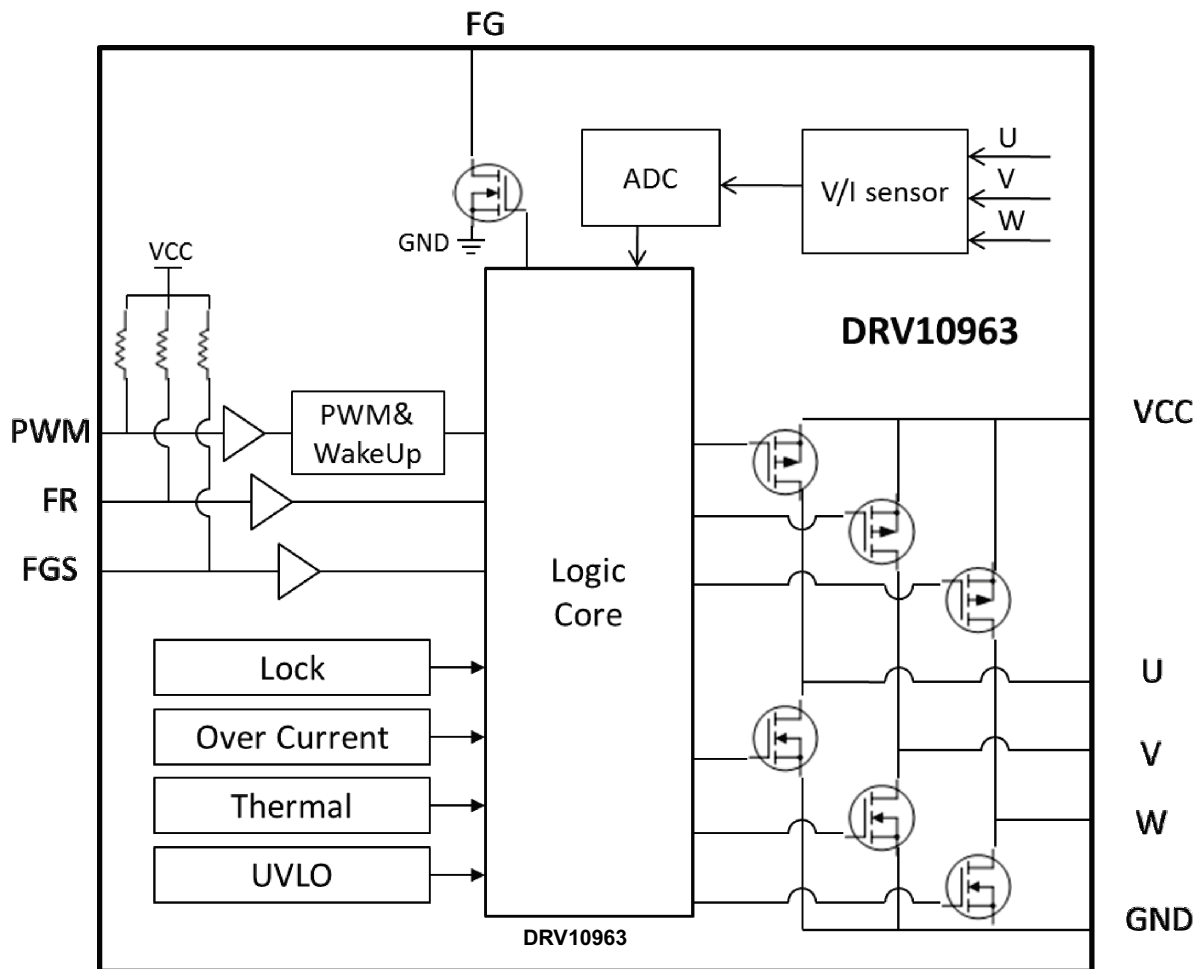 FG
ADC
V/I sensor
U
V
W
GND
VCC
DRV10963
PWM
PWM&
WakeUp
VCC
FR
FGS
Logic
Core
Lock
U
Over Current
V
Thermal
W
UVLO
GND
DRV10963